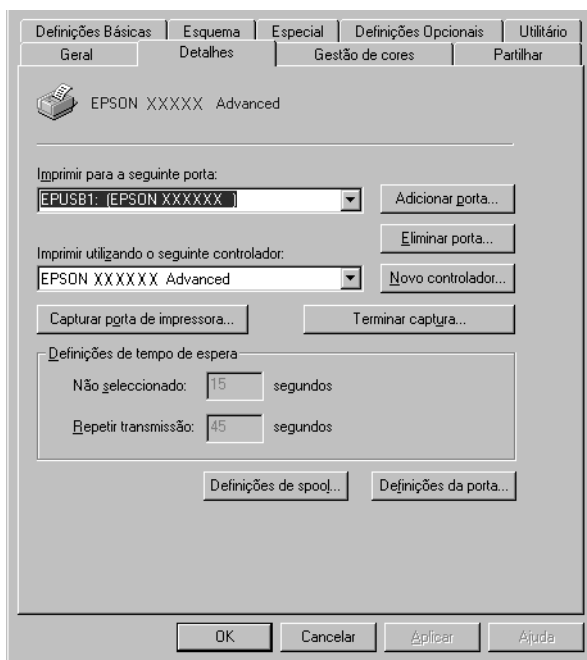 Definições Básicas Esquema Especial Definições Opcionais Utilitário
Geral Detalhes Gestão de cores Partilhar
EPSON XXXXX Advanced
Imprimir para a seguinte porta:
EPUSB1: (EPSON XXXXXX ) Adicionar porta...
Eliminar porta...
Imprimir utilizando o seguinte controlador:
EPSON XXXXXX Advanced Novo controlador...
Capturar porta de impressora... Terminar captura...
Definições de tempo de espera
Não seleccionado: 15 segundos
Repetir transmissão: 45 segundos
Definições de spool... Definições da porta...
OK Cancelar Aplicar Ajuda